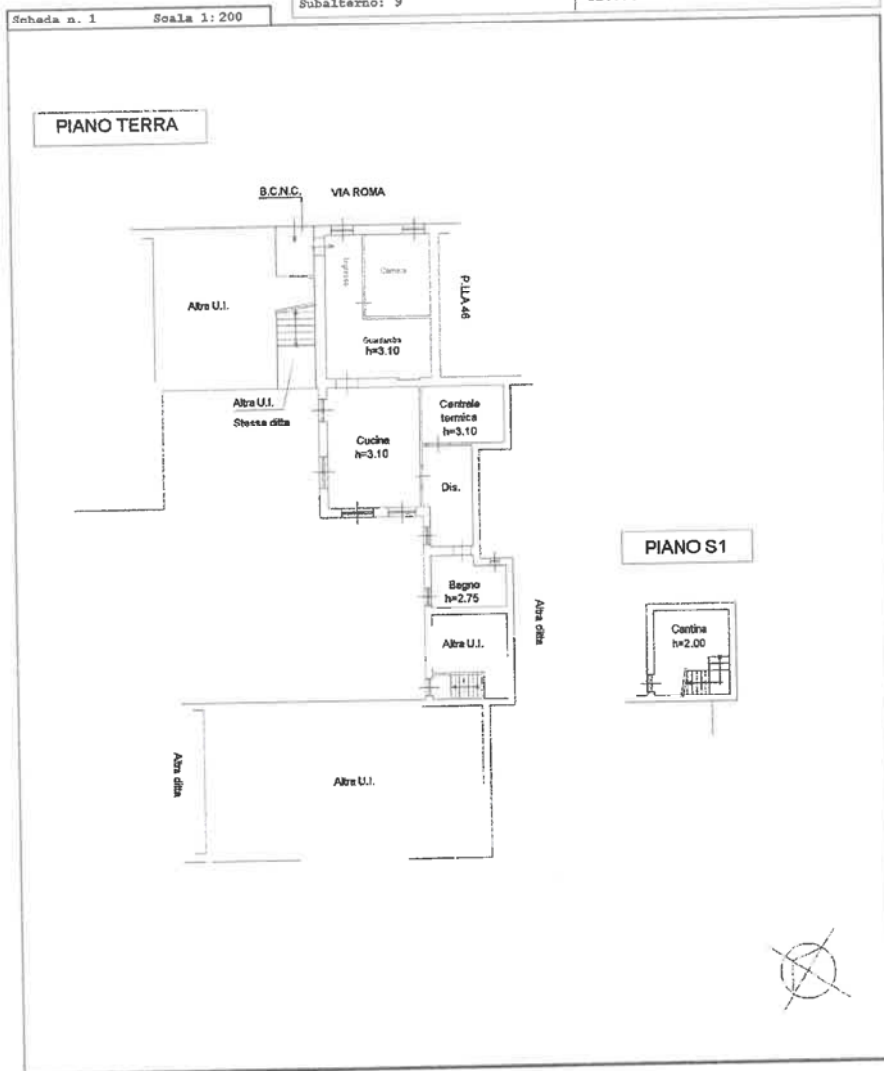 Subalterno: 9
Scheda n. 1 Scala 1:200
PIANO TERRA
B.C.N.C. VIA ROMA
Altra U.I.
Ingresso
Camera
P.LLA 46
Guardaroba
h=3.10
Altra U.I.
Stessa ditta
Cucina
h=3.10
Centrale
termica
h=3.10
Dis.
PIANO S1
Bagno
h=2.75
Altra ditta
Altra U.I.
Cantina
h=2.00
Altra ditta
Altra U.I.